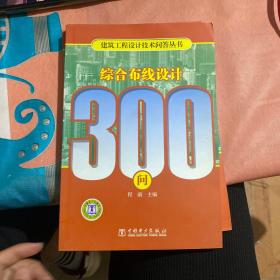 建筑工程设计技术问答丛书
综合布线设计
300
问
程萌 主编
中国电力出版社